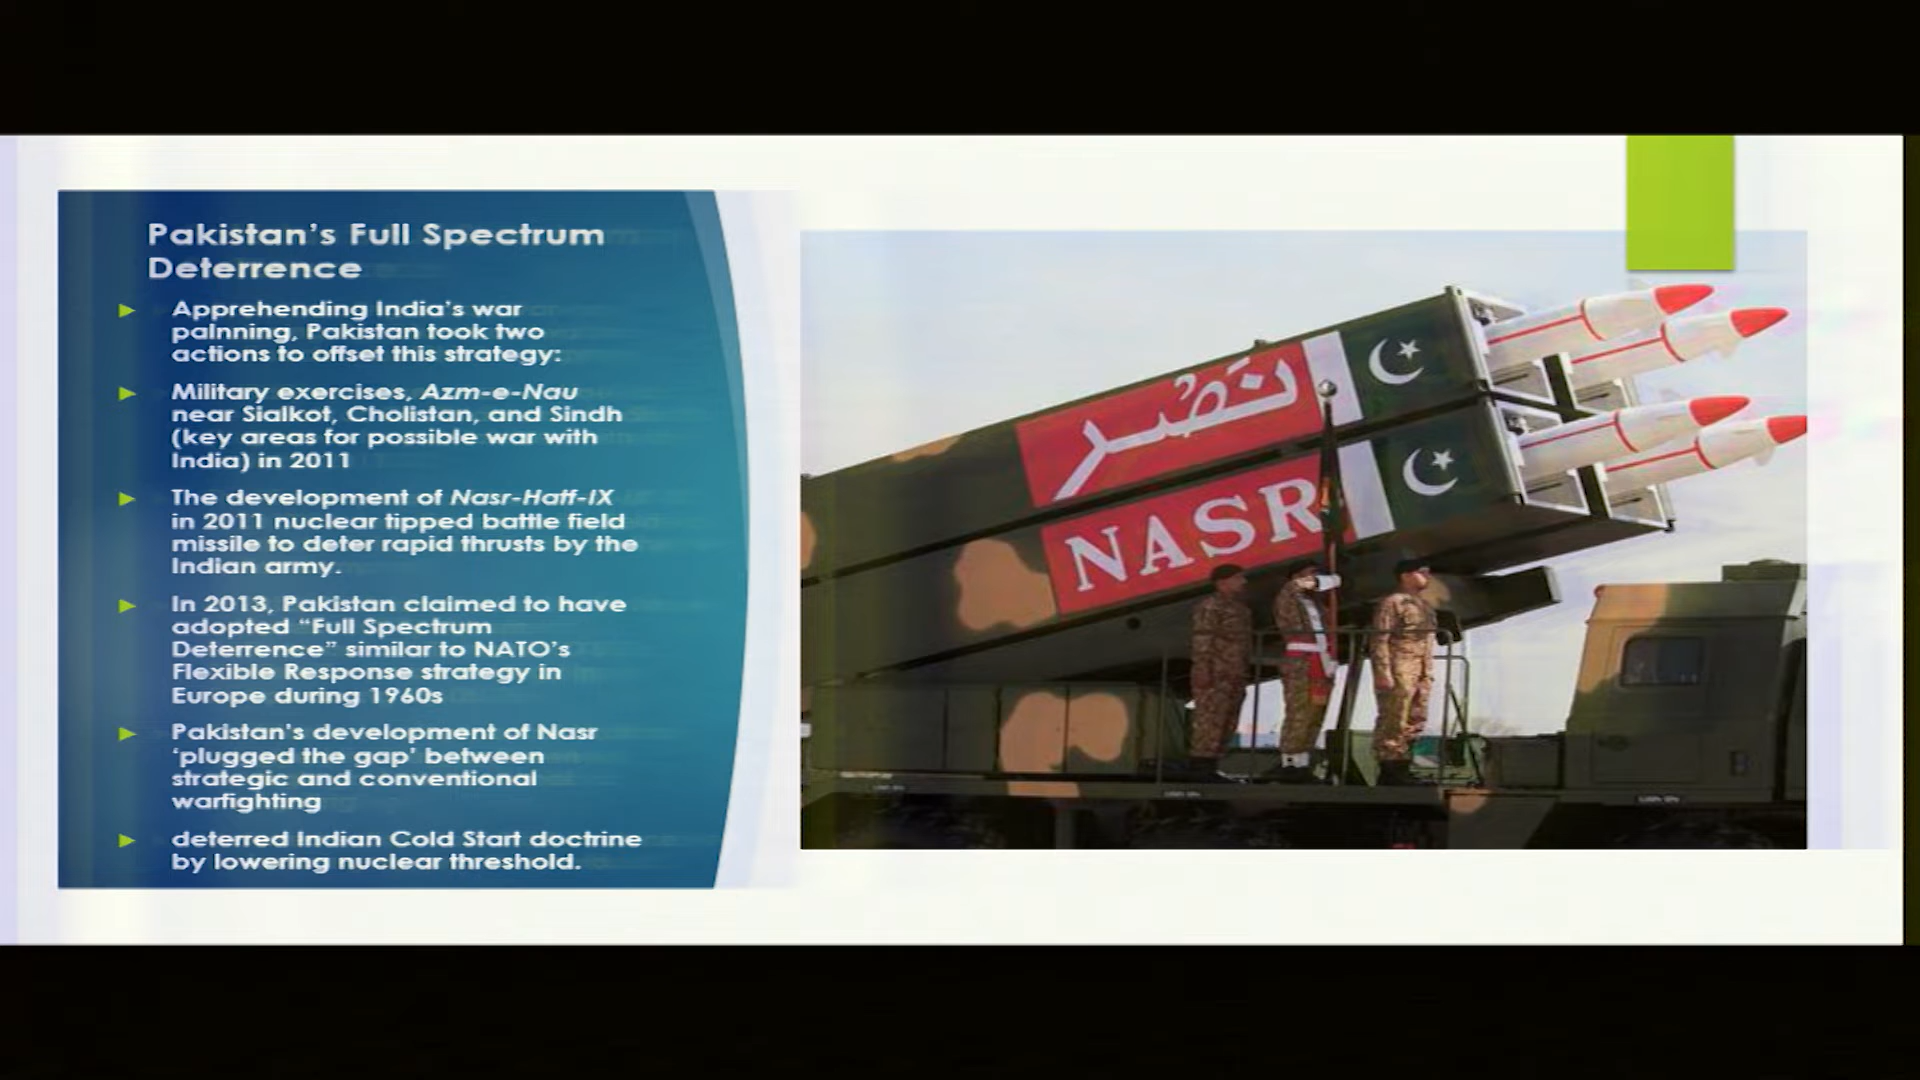 Pakistan's Full Spectrum
Deterrence
Apprehending India's war
palnning, Pakistan took two
actions to offset this strategy:
Military exercises, Azm-e-Nau
near Sialkot, Cholistan, and Sindh
(key areas for possible war with
India) in 2011
The development of Nasr-Haff-IX
in 2011 nuclear tipped battle field
missile to deter rapid thrusts by the
Indian army.
In 2013, Pakistan claimed to have
adopted “Full Spectrum
Deterrence” similar to NATO's
Flexible Response strategy in
Europe during 1960s
Pakistan's development of Nasr
‘plugged the gap’ between
strategic and conventional
warfighting
deterred Indian Cold Start doctrine
by lowering nuclear threshold.
نَصْر
NASR